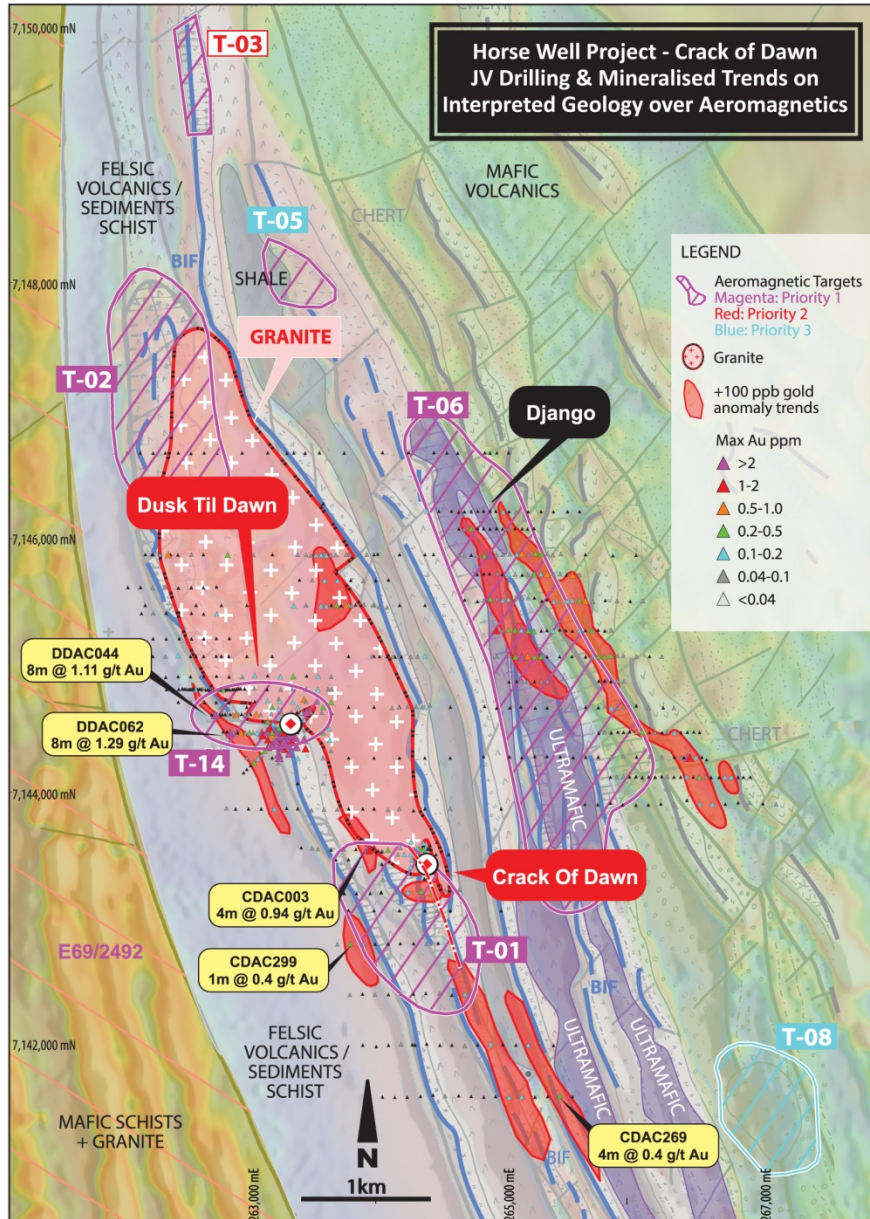 Horse Well Project - Crack of Dawn
JV Drilling & Mineralised Trends on
Interpreted Geology over Aeromagnetics
7,150,000 mN
T-03
CHERT
FELSIC
VOLCANICS /
SEDIMENTS
SCHIST
MAFIC
VOLCANICS
T-05
CHERT
BIF
SHALE
7,148,000 mN
LEGEND
Aeromagnetic Targets
Magenta: Priority 1
Red: Priority 2
Blue: Priority 3
Granite
+100 ppb gold
anomaly trends
Max Au ppm
>2
1-2
0.5-1.0
0.2-0.5
0.1-0.2
0.04-0.1
<0.04
GRANITE
T-02
T-06
Django
Dusk Til Dawn
7,146,000 mN
DDAC044
8m @ 1.11 g/t Au
DDAC062
8m @ 1.29 g/t Au
T-14
CHERT
ULTRAMAFIC
7,144,000 mN
Crack Of Dawn
CDAC003
4m @ 0.94 g/t Au
CDAC299
1m @ 0.4 g/t Au
T-01
E69/2492
BIF
7,142,000 mN
FELSIC
VOLCANICS /
SEDIMENTS
SCHIST
ULTRAMAFIC
ULTRAMAFIC
T-08
MAFIC SCHISTS
+ GRANITE
CDAC269
4m @ 0.4 g/t Au
BIF
N
1km
263,000 mE
265,000 mE
267,000 mE